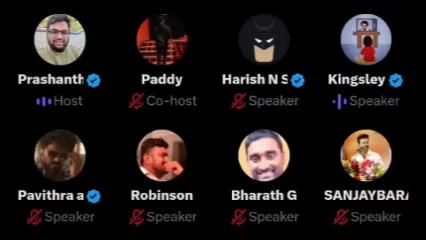 Prashanth Paddy Harish N S Kingsley
Host Co-host Speaker Speaker
Pavithra a Robinson Bharath G SANJAYBARA
Speaker Speaker Speaker Speaker